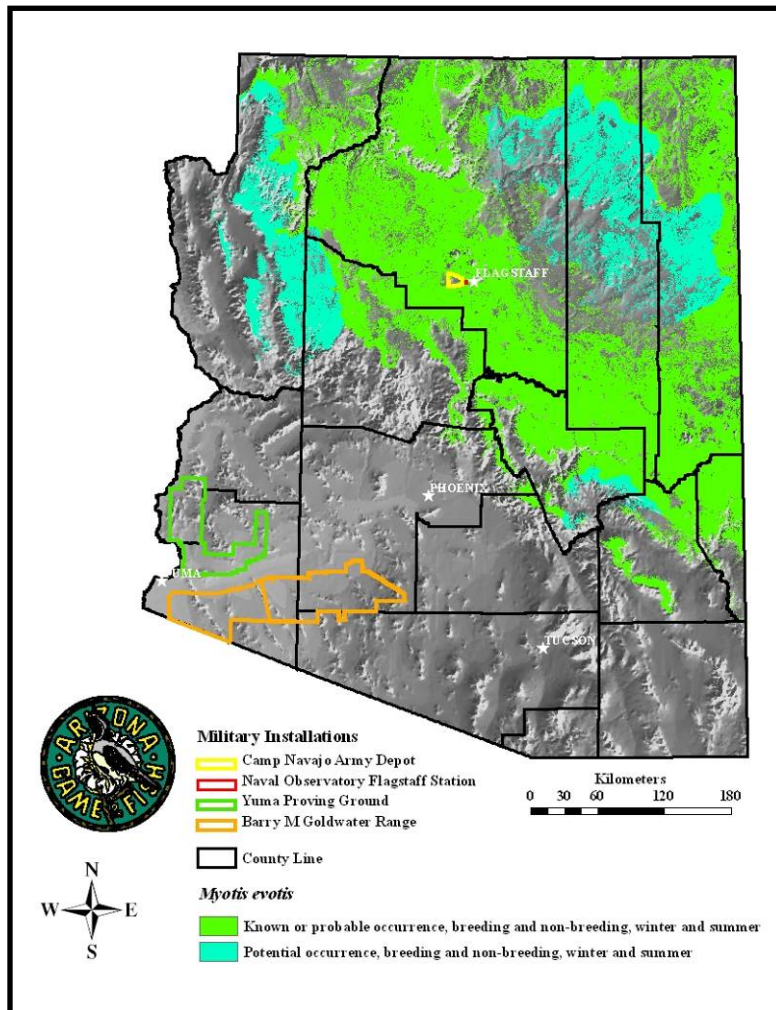 FLAGSTAFF
PHOENIX
YUMA
TUCSON
ARIZONA
GAME & FISH
Military Installations
Camp Navajo Army Depot
Naval Observatory Flagstaff Station
Yuma Proving Ground
Barry M Goldwater Range
County Line
Kilometers
0 15 30 60 120 180
N
W E
S
Myotis evotis
Known or probable occurrence, breeding and non-breeding, winter and summer
Potential occurrence, breeding and non-breeding, winter and summer